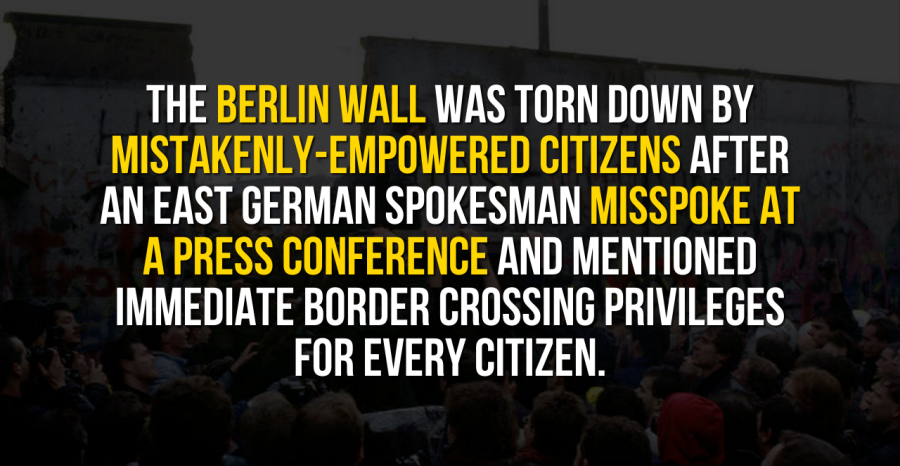 THE BERLIN WALL WAS TORN DOWN BY
MISTAKENLY-EMPOWERED CITIZENS AFTER
AN EAST GERMAN SPOKESMAN MISSPOKE AT
A PRESS CONFERENCE AND MENTIONED
IMMEDIATE BORDER CROSSING PRIVILEGES
FOR EVERY CITIZEN.